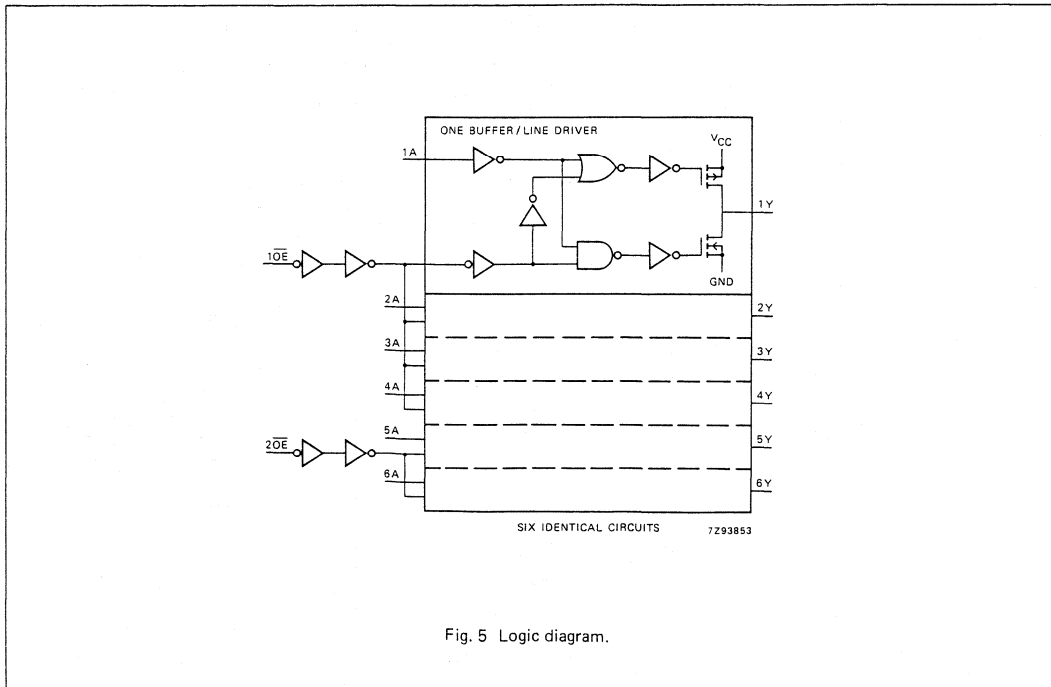 ONE BUFFER/LINE DRIVER
VCC
1A
1Y
1OE
GND
2A
2Y
3A
3Y
4A
4Y
5A
2OE
5Y
6A
6Y
SIX IDENTICAL CIRCUITS
7Z93853
Fig. 5 Logic diagram.